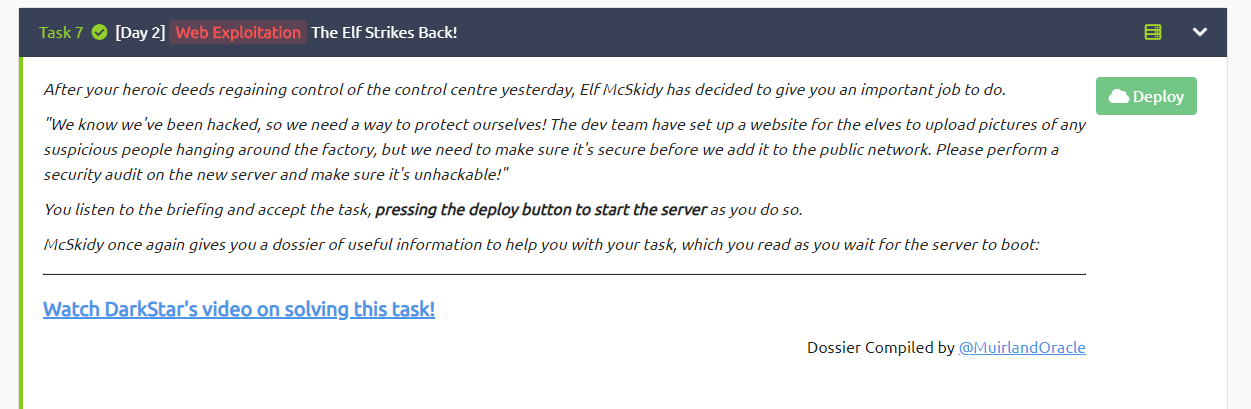 Task 7 [Day 2] Web Exploitation The Elf Strikes Back!
After your heroic deeds regaining control of the control centre yesterday, Elf McSkidy has decided to give you an important job to do.
Deploy
"We know we've been hacked, so we need a way to protect ourselves! The dev team have set up a website for the elves to upload pictures of any
suspicious people hanging around the factory, but we need to make sure it's secure before we add it to the public network. Please perform a
security audit on the new server and make sure it's unhackable!"
You listen to the briefing and accept the task, pressing the deploy button to start the server as you do so.
McSkidy once again gives you a dossier of useful information to help you with your task, which you read as you wait for the server to boot:
Watch DarkStar's video on solving this task!
Dossier Compiled by @MuirlandOracle